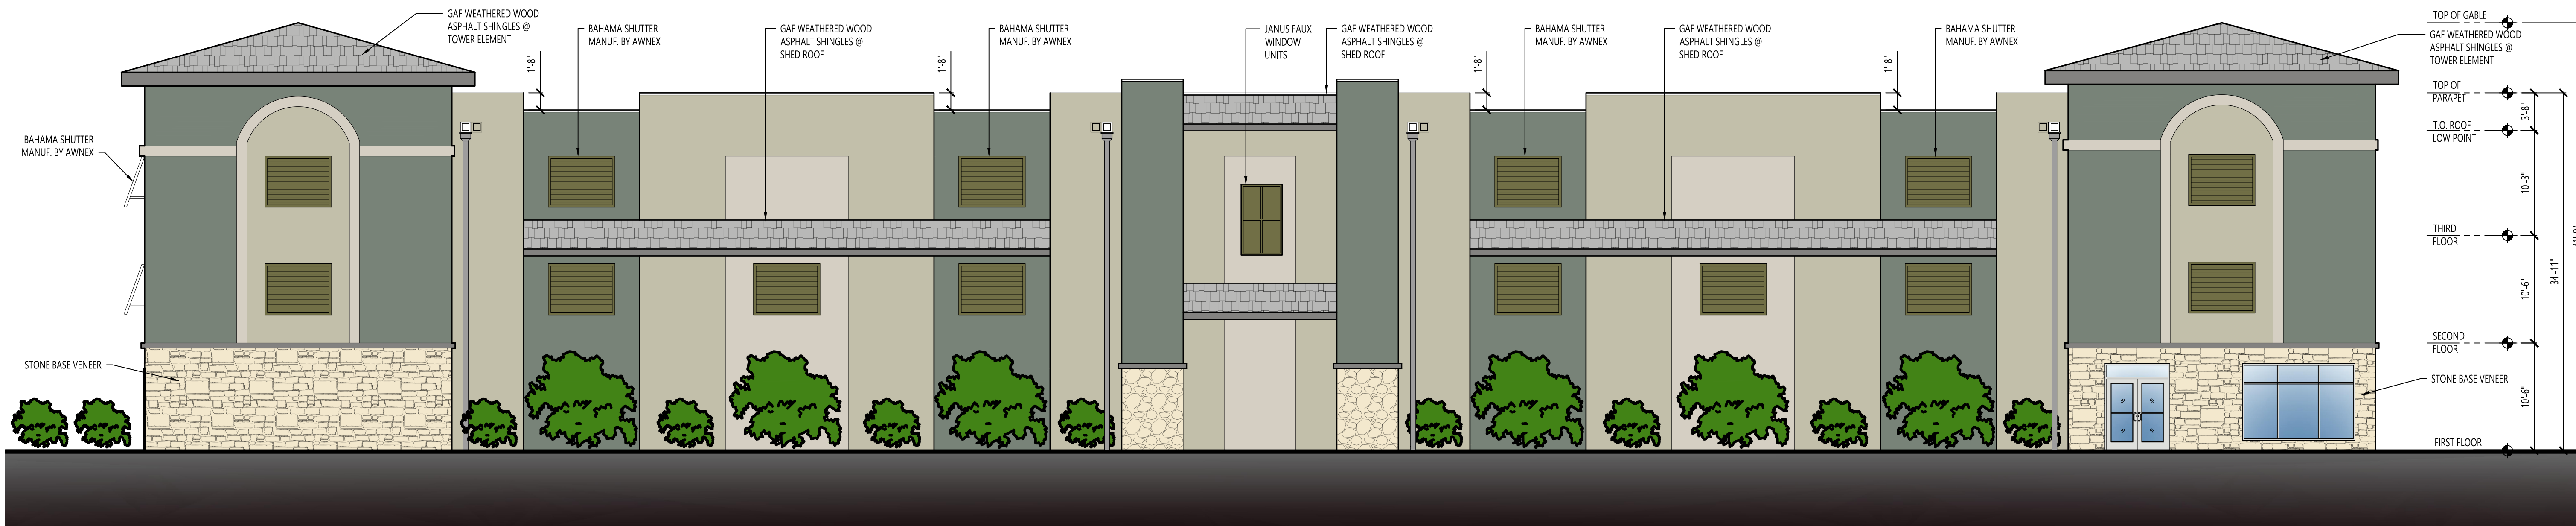 GAF WEATHERED WOOD
ASPHALT SHINGLES @
TOWER ELEMENT
1'-8"
BAHAMA SHUTTER
MANUF. BY AWNEX
GAF WEATHERED WOOD
ASPHALT SHINGLES @
SHED ROOF
1'-8"
BAHAMA SHUTTER
MANUF. BY AWNEX
JANUS FAUX
WINDOW
UNITS
GAF WEATHERED WOOD
ASPHALT SHINGLES @
SHED ROOF
1'-8"
BAHAMA SHUTTER
MANUF. BY AWNEX
GAF WEATHERED WOOD
ASPHALT SHINGLES @
SHED ROOF
1'-8"
BAHAMA SHUTTER
MANUF. BY AWNEX
TOP OF GABLE
GAF WEATHERED WOOD
ASPHALT SHINGLES @
TOWER ELEMENT
TOP OF
PARAPET
3'-8"
T.O. ROOF
LOW POINT
BAHAMA SHUTTER
MANUF. BY AWNEX
10'-3"
THIRD
FLOOR
34'-11"
10'-6"
SECOND
FLOOR
STONE BASE VENEER
STONE BASE VENEER
10'-6"
FIRST FLOOR